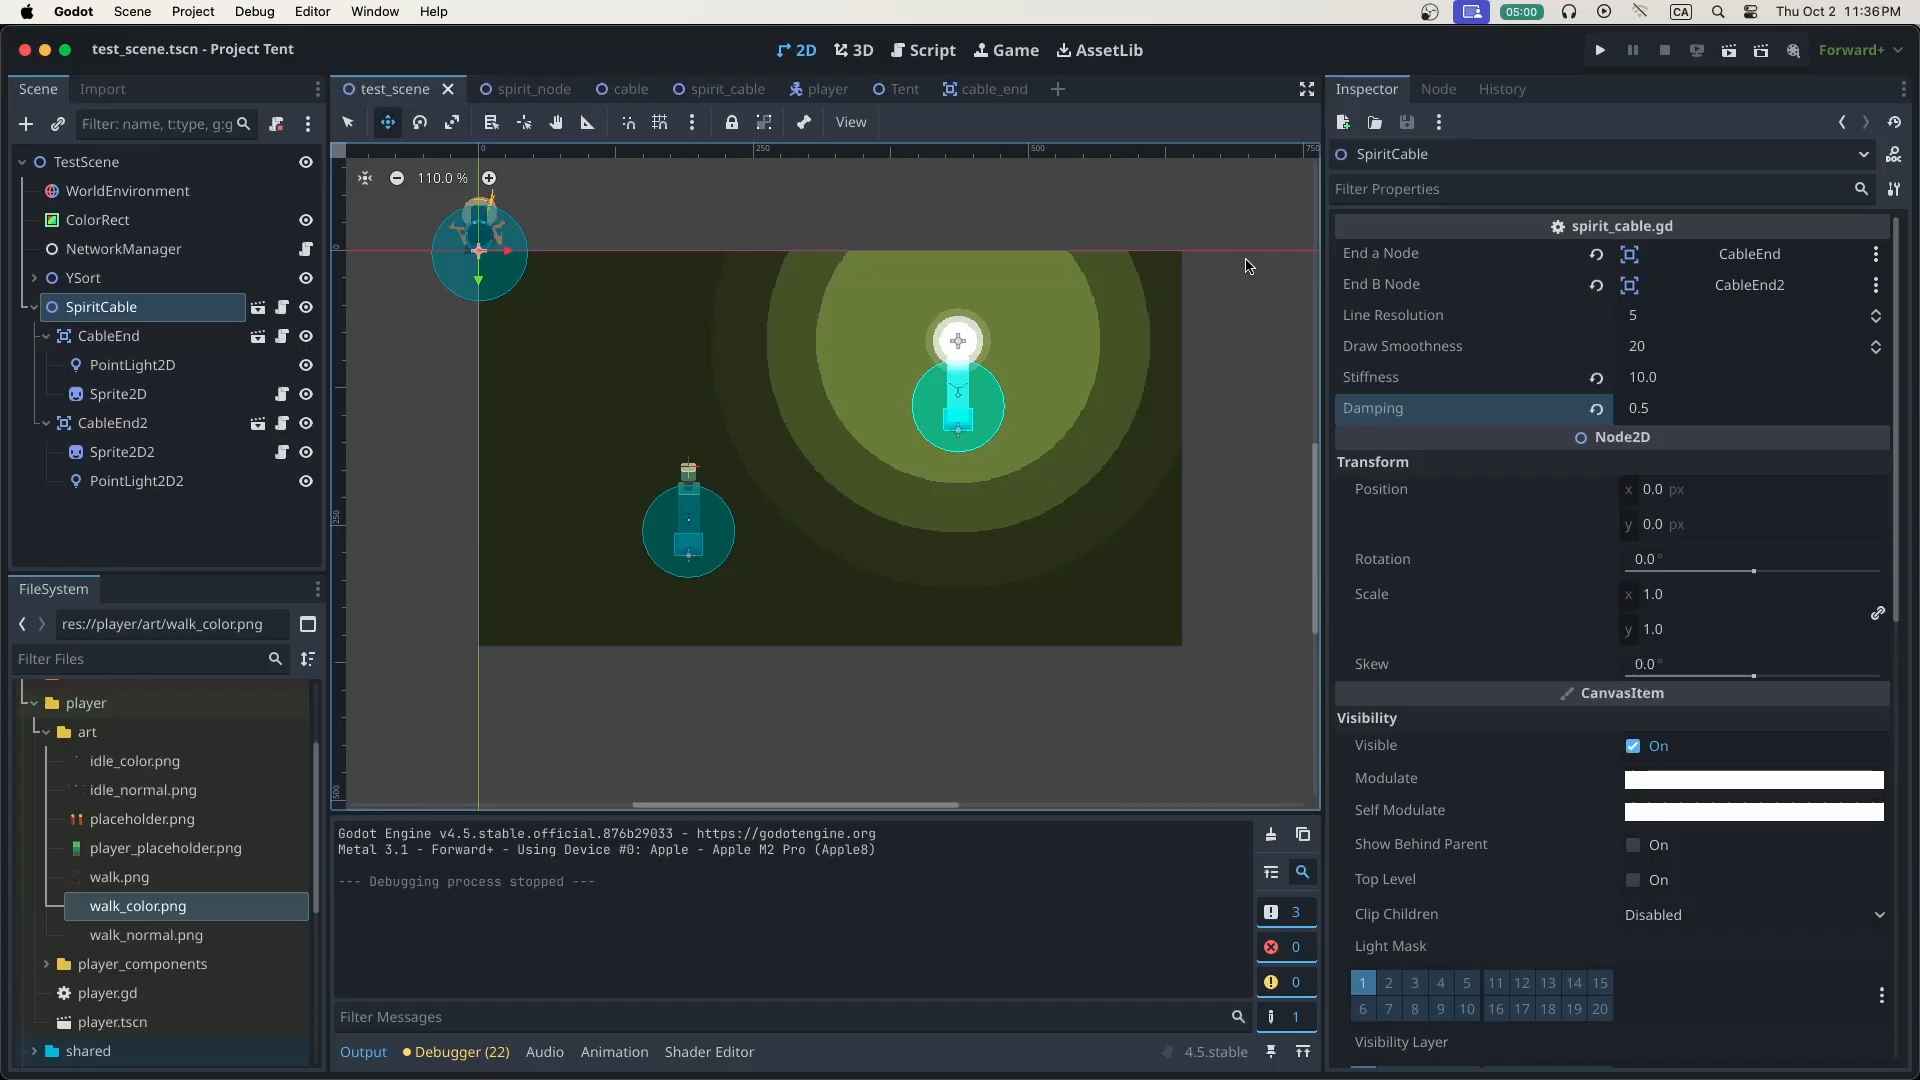 Godot Scene Project Debug Editor Window Help 05:00 CA Thu Oct 2 11:36 PM
test_scene.tscn - Project Tent
2D 3D Script Game AssetLib
Forward+
Scene Import
Filter: name, t:type, g:g
TestScene
WorldEnvironment
ColorRect
NetworkManager
YSort
SpiritCable
CableEnd
PointLight2D
Sprite2D
CableEnd2
Sprite2D2
PointLight2D2
FileSystem
res://player/art/walk_color.png
Filter Files
player
art
idle_color.png
idle_normal.png
placeholder.png
player_placeholder.png
walk.png
walk_color.png
walk_normal.png
player_components
player.gd
player.tscn
shared
test_scene spirit_node cable spirit_cable player Tent cable_end
View
0 250 500 750
110.0 %
0
250
500
Godot Engine v4.5.stable.official.876b29033 - https://godotengine.org
Metal 3.1 - Forward+ - Using Device #0: Apple - Apple M2 Pro (Apple8)
--- Debugging process stopped ---
3
0
0
1
Filter Messages
Output Debugger (22) Audio Animation Shader Editor 4.5.stable
Inspector Node History
SpiritCable
Filter Properties
spirit_cable.gd
End a Node CableEnd
End B Node CableEnd2
Line Resolution 5
Draw Smoothness 20
Stiffness 10.0
Damping 0.5
Node2D
Transform
Position x 0.0 px
y 0.0 px
Rotation 0.0 °
Scale x 1.0
y 1.0
Skew 0.0 °
CanvasItem
Visibility
Visible On
Modulate
Self Modulate
Show Behind Parent On
Top Level On
Clip Children Disabled
Light Mask
1 2 3 4 5 11 12 13 14 15
6 7 8 9 10 16 17 18 19 20
Visibility Layer